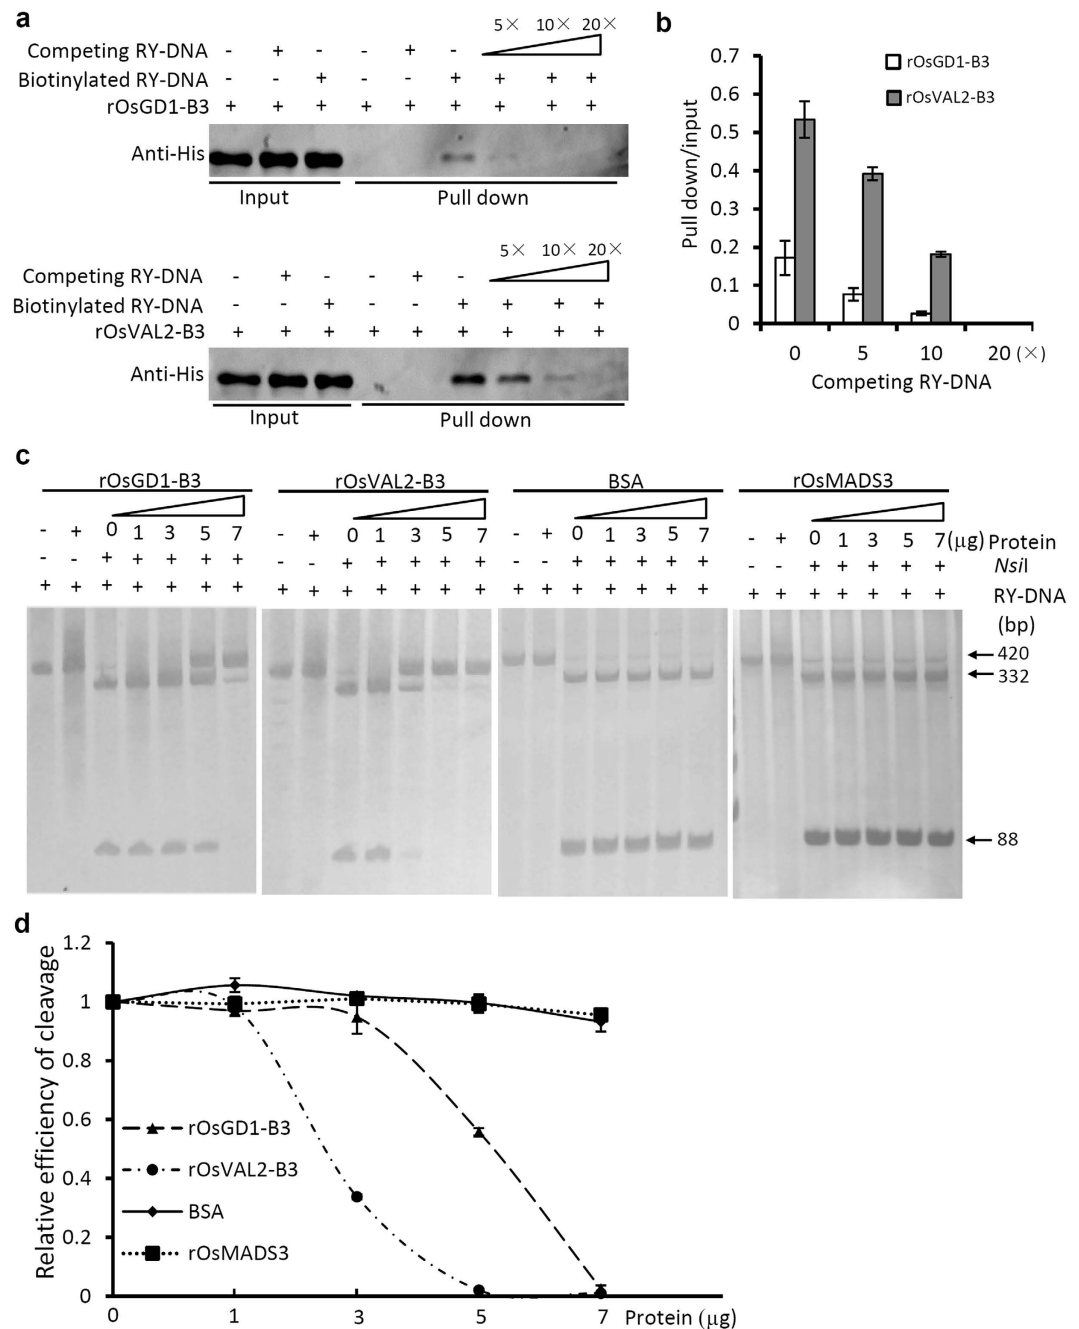 a
5× 10× 20×
Competing RY-DNA - + - - + -
Biotinylated RY-DNA - - + - - + + + +
rOsGD1-B3 + + + + + + + + +
Anti-His
Input Pull down
5× 10× 20×
Competing RY-DNA - + - - + -
Biotinylated RY-DNA - - + - - + + + +
rOsVAL2-B3 + + + + + + + + +
Anti-His
Input Pull down
b
Pull down/input
0.7
0.6
0.5
0.4
0.3
0.2
0.1
0
rOsGD1-B3
rOsVAL2-B3
0 5 10 20 (×)
Competing RY-DNA
c
rOsGD1-B3 rOsVAL2-B3 BSA rOsMADS3
- + 0 1 3 5 7 - + 0 1 3 5 7 - + 0 1 3 5 7 - + 0 1 3 5 7 (µg) Protein
- - + + + + + - - + + + + + - - + + + + + - - + + + + + NsiI
+ + + + + + + + + + + + + + + + + + + + + + + + + + + + RY-DNA
(bp)
420
332
88
d
Relative efficiency of cleavage
1.2
1
0.8
0.6
0.4
0.2
0
rOsGD1-B3
rOsVAL2-B3
BSA
rOsMADS3
0 1 3 5 7 Protein (µg)